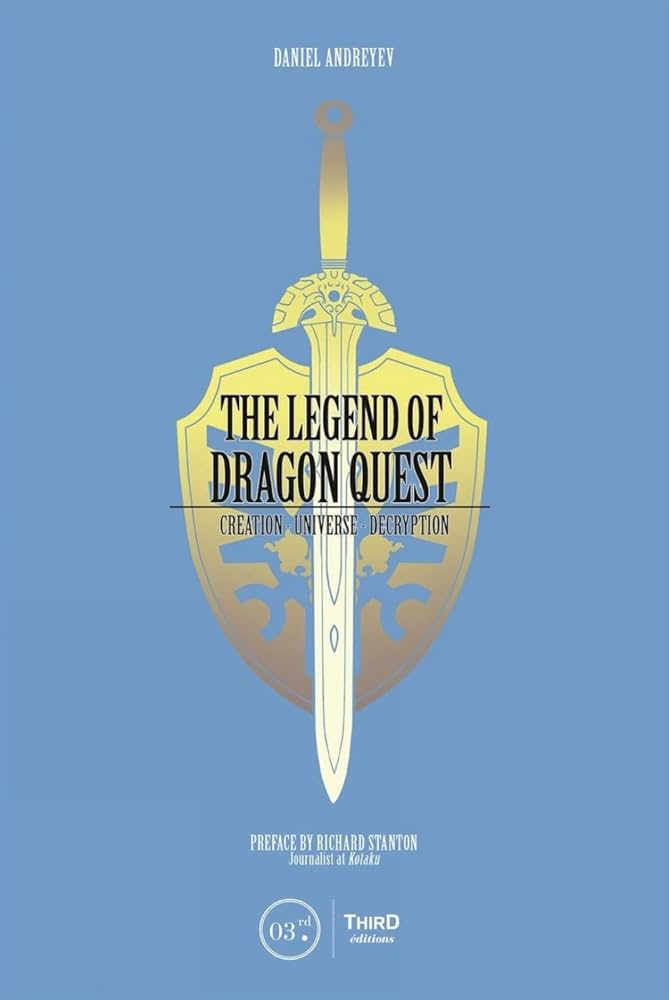 DANIEL ANDREYEV
THE LEGEND OF
DRAGON QUEST
CREATION - UNIVERSE - DECRYPTION
PREFACE BY RICHARD STANTON
Journalist at Kotaku
03rd.
THIRD
éditions